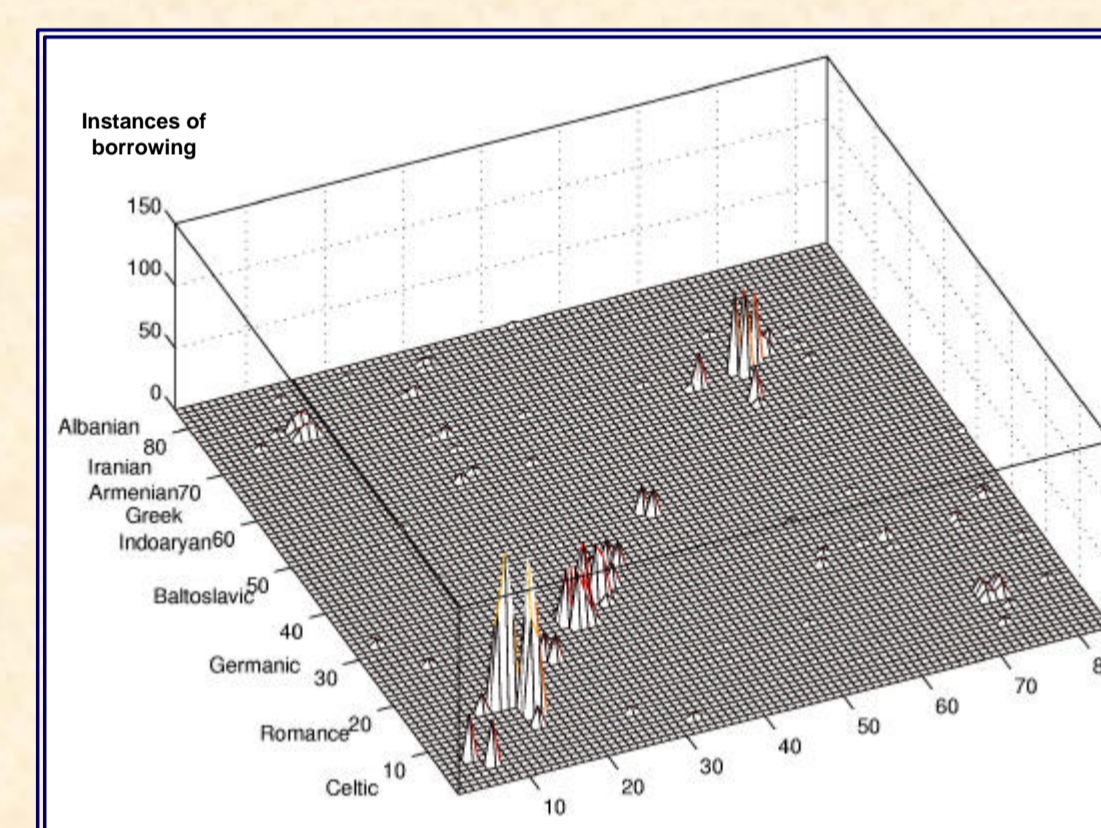 Instances of
borrowing
150
100
50
0
Albanian
80
Iranian
Armenian70
Greek
Indoaryan60
Baltoslavic50
40
Germanic
30
Romance20
10
Celtic
10
20
30
40
50
60
70
8